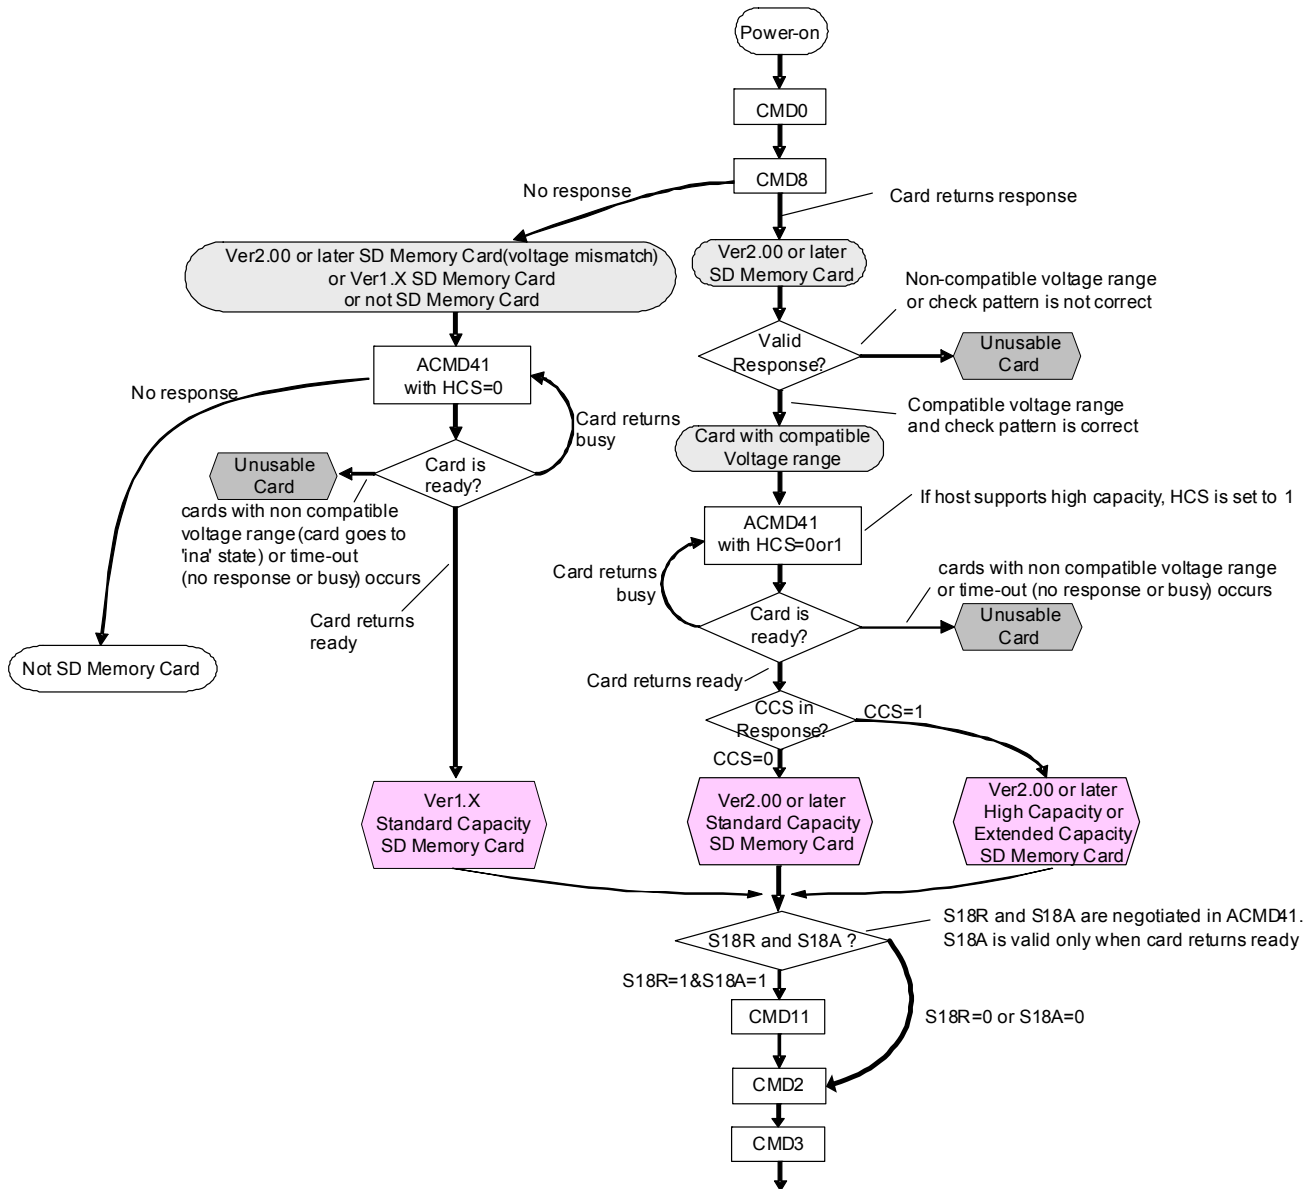 Power-on
CMD0
CMD8
No response
Card returns response
Ver2.00 or later SD Memory Card(voltage mismatch)
or Ver1.X SD Memory Card
or not SD Memory Card
Ver2.00 or later
SD Memory Card
Non-compatible voltage range
or check pattern is not correct
Valid
Response?
Unusable
Card
ACMD41
with HCS=0
No response
Card returns
busy
Compatible voltage range
and check pattern is correct
Card with compatible
Voltage range
Card is
ready?
Unusable
Card
cards with non compatible
voltage range (card goes to
'ina' state) or time-out
(no response or busy) occurs
If host supports high capacity, HCS is set to 1
ACMD41
with HCS=0or1
Card returns
busy
cards with non compatible voltage range
or time-out (no response or busy) occurs
Card is
ready?
Unusable
Card
Card returns
ready
Not SD Memory Card
Card returns ready
CCS in
Response?
CCS=1
CCS=0
Ver1.X
Standard Capacity
SD Memory Card
Ver2.00 or later
Standard Capacity
SD Memory Card
Ver2.00 or later
High Capacity or
Extended Capacity
SD Memory Card
S18R and S18A ?
S18R and S18A are negotiated in ACMD41.
S18A is valid only when card returns ready
S18R=1&S18A=1
CMD11
S18R=0 or S18A=0
CMD2
CMD3